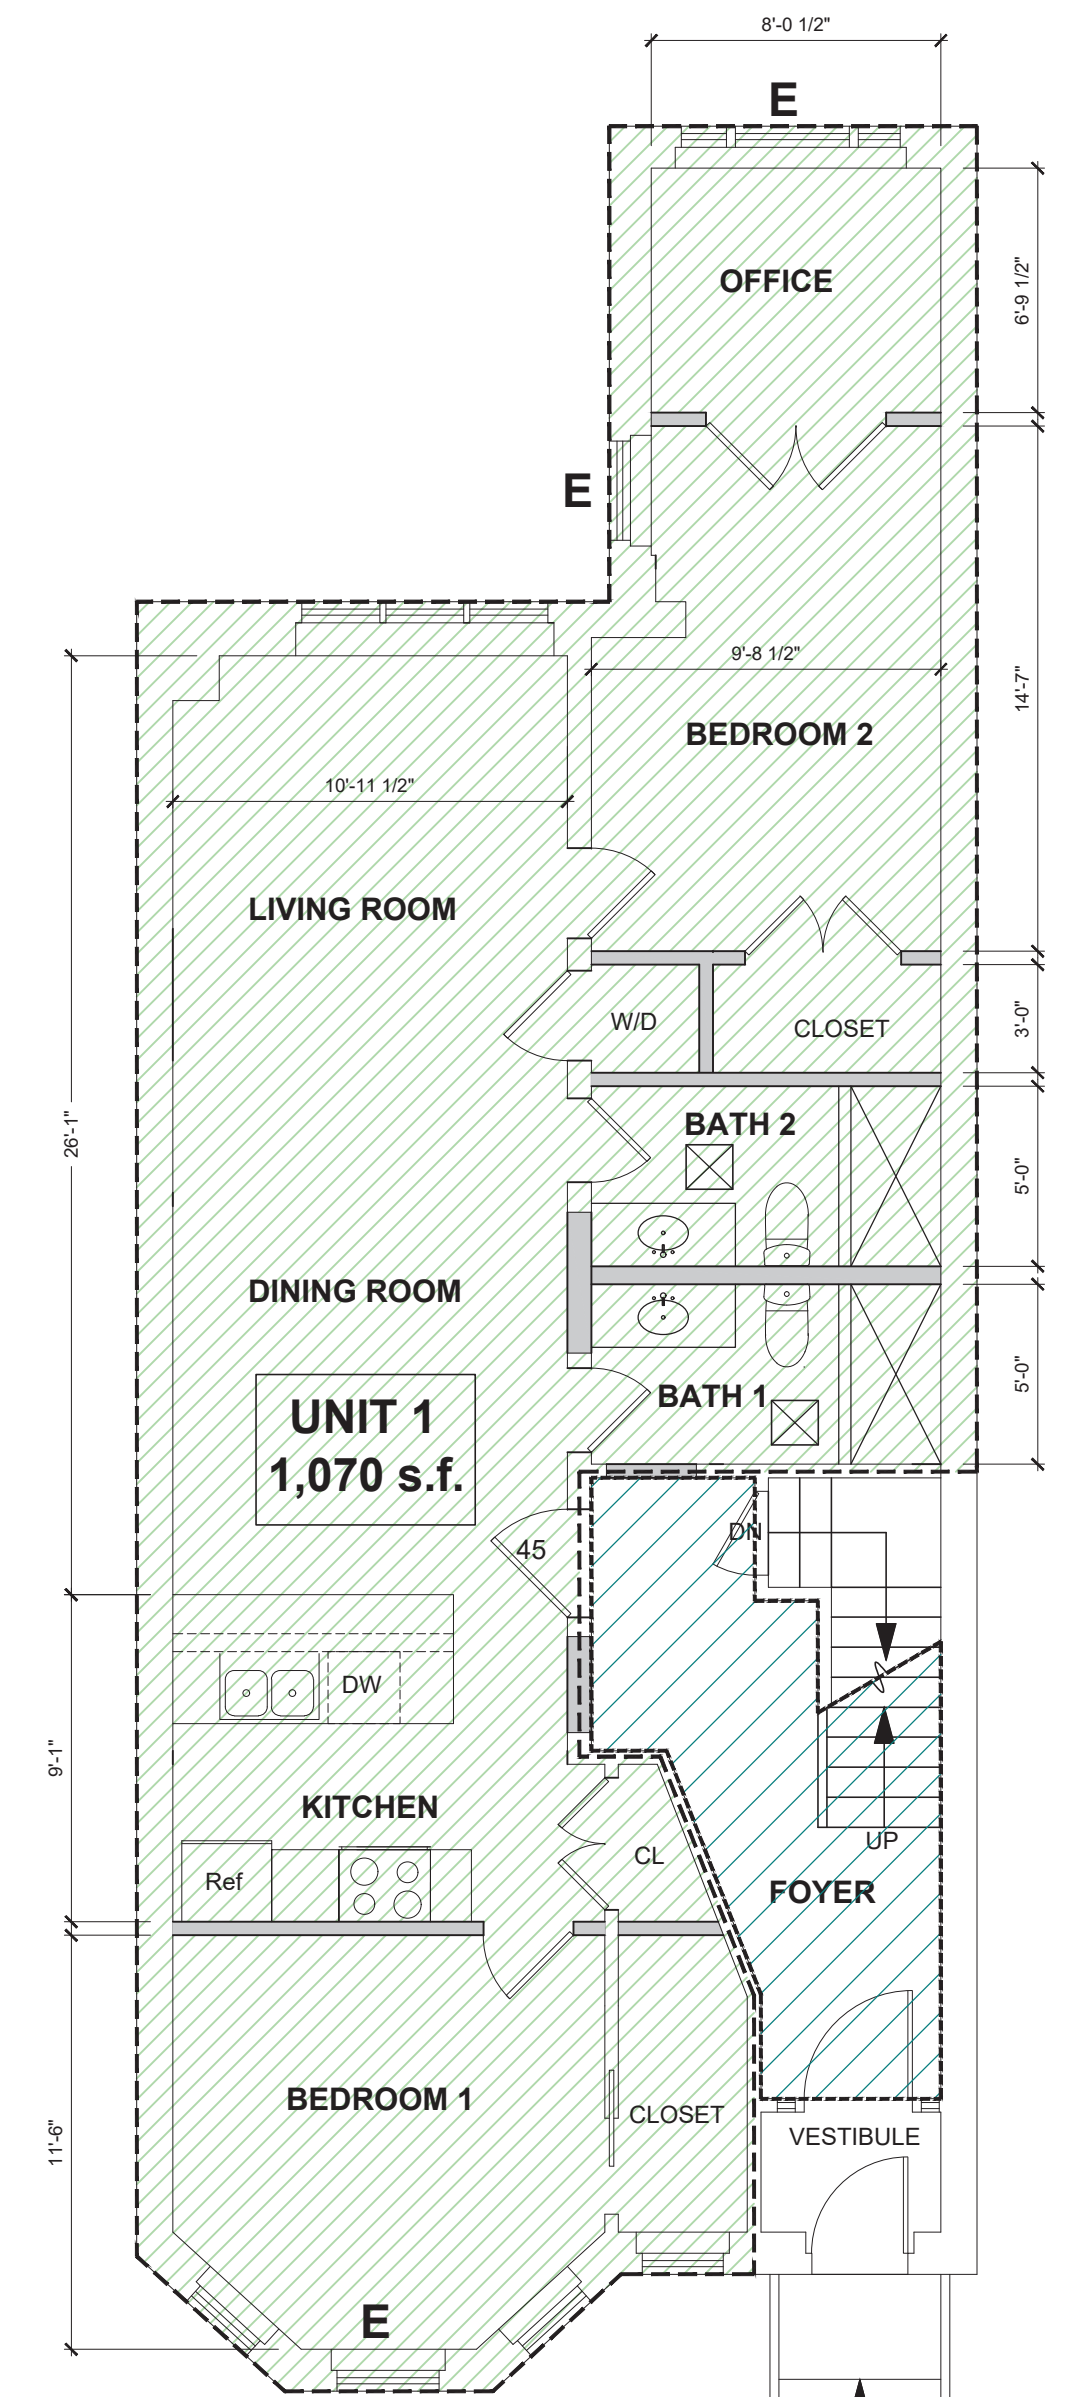 8'-0 1/2"
E
OFFICE
6'-9 1/2"
E
9'-8 1/2"
14'-7"
BEDROOM 2
10'-11 1/2"
LIVING ROOM
W/D
CLOSET
3'-0"
26'-1"
BATH 2
5'-0"
DINING ROOM
5'-0"
BATH 1
UNIT 1
1,070 s.f.
DN
45
DW
9'-1"
KITCHEN
UP
CL
Ref
FOYER
BEDROOM 1
CLOSET
11'-6"
VESTIBULE
E